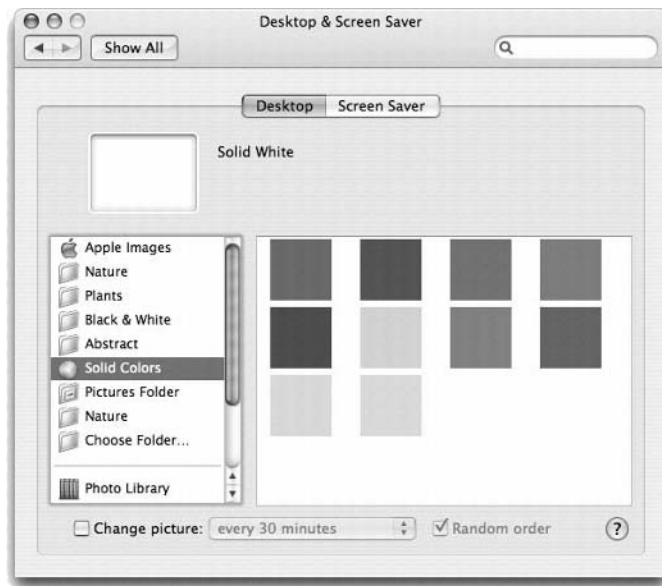 Desktop & Screen Saver
Show All
Desktop Screen Saver
Solid White
Apple Images
Nature
Plants
Black & White
Abstract
Solid Colors
Pictures Folder
Nature
Choose Folder...
Photo Library
Change picture: every 30 minutes Random order ?